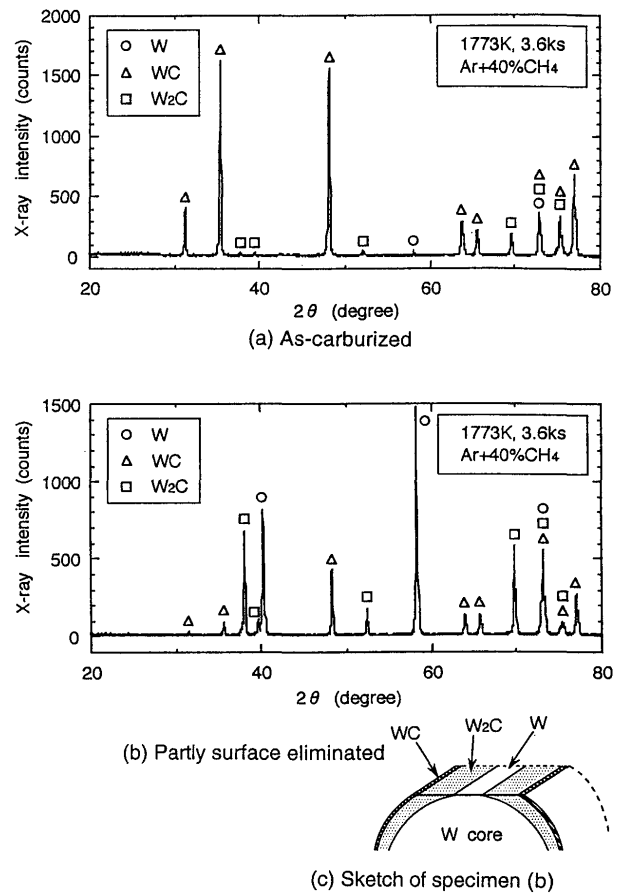 2000
1500
1000
500
0
X-ray intensity (counts)
○ W
△ WC
□ W2C
1773K, 3.6ks
Ar+40%CH4
20 40 60 80
2θ (degree)
(a) As-carburized
1500
1000
500
0
X-ray intensity (counts)
○ W
△ WC
□ W2C
1773K, 3.6ks
Ar+40%CH4
20 40 60 80
2θ (degree)
(b) Partly surface eliminated
WC
W2C
W
W core
(c) Sketch of specimen (b)